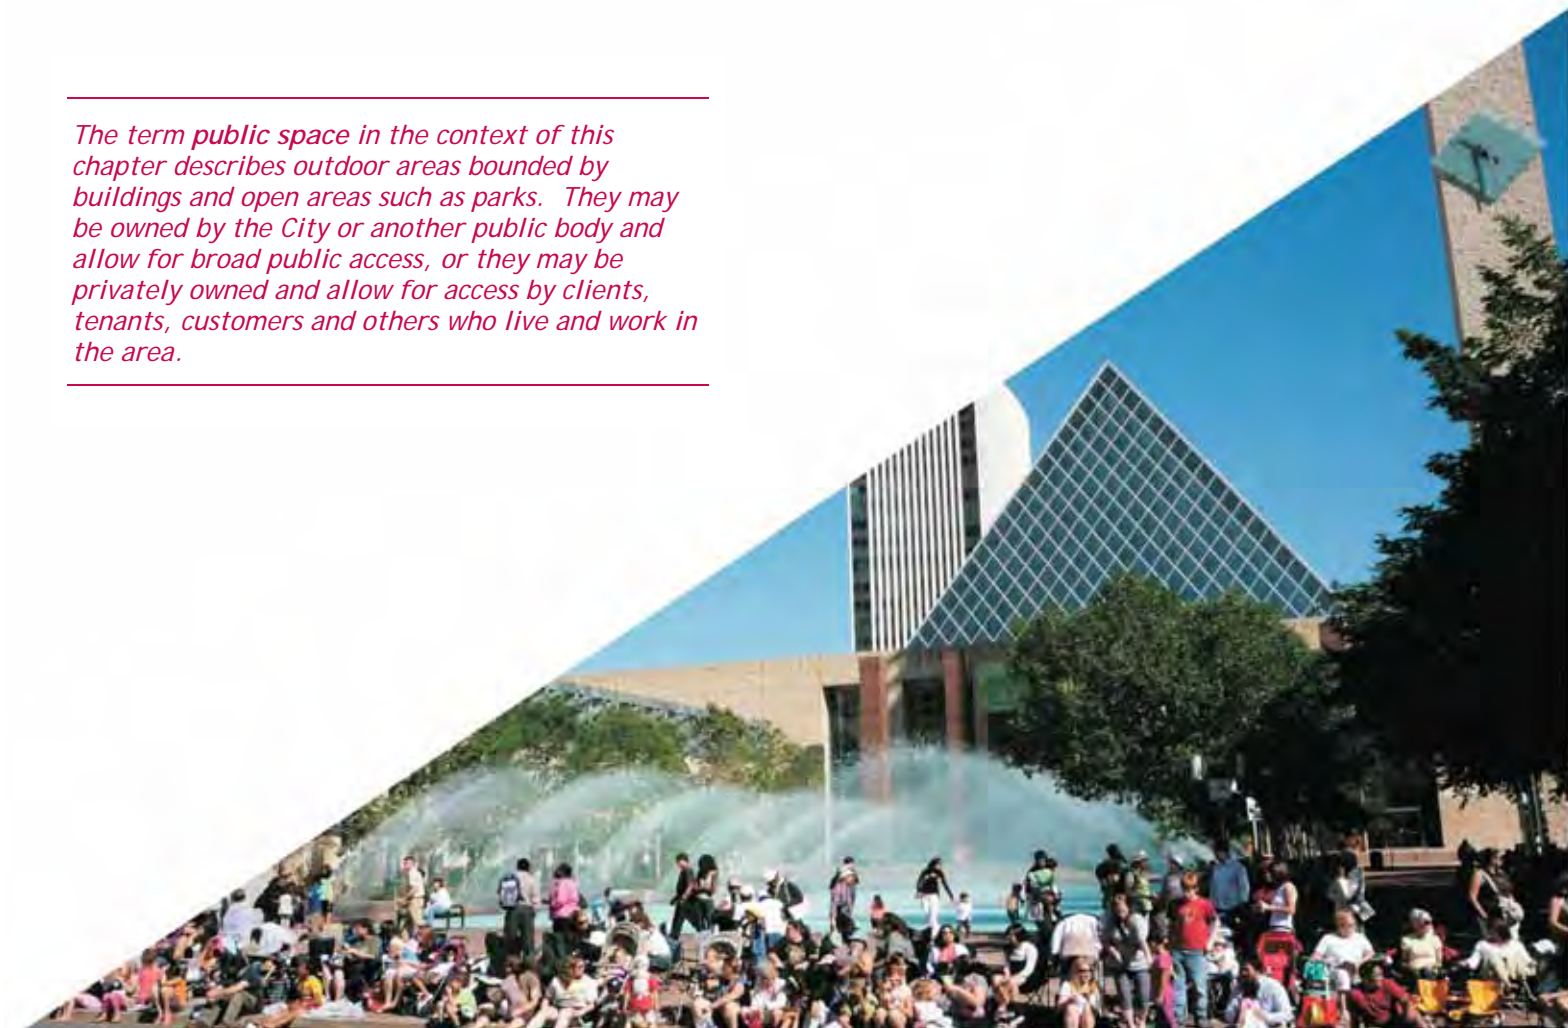 The term public space in the context of this
chapter describes outdoor areas bounded by
buildings and open areas such as parks.  They may
be owned by the City or another public body and
allow for broad public access, or they may be
privately owned and allow for access by clients,
tenants, customers and others who live and work in
the area.